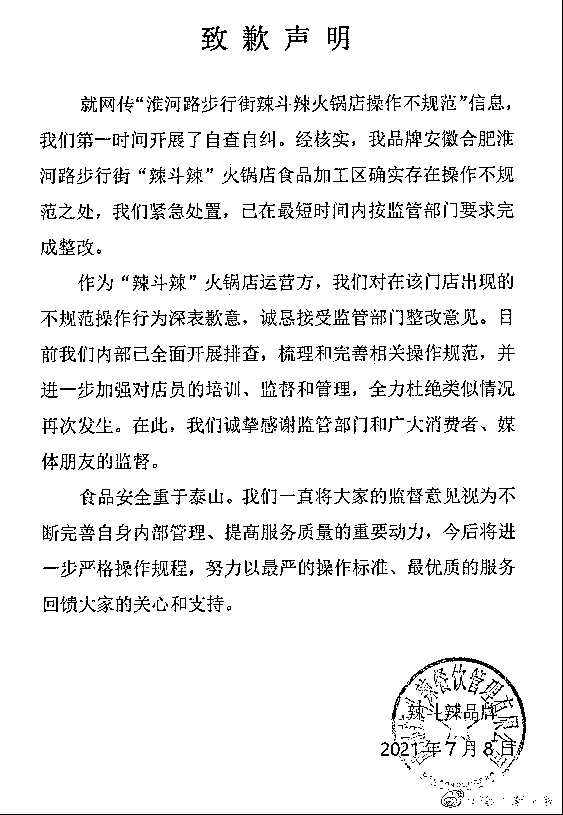 致歉声明
就网传“淮河路步行街辣斗辣火锅店操作不规范”信息，
我们第一时间开展了自查自纠。经核实，我品牌安徽合肥淮
河路步行街“辣斗辣”火锅店食品加工区确实存在操作不规
范之处，我们紧急处置，已在最短时间内按监管部门要求完
成整改。
作为“辣斗辣”火锅店运营方，我们对在该门店出现的
不规范操作行为深表歉意，诚恳接受监管部门整改意见。目
前我们内部已全面开展排查，梳理和完善相关操作规范，并
进一步加强对店员的培训、监督和管理，全力杜绝类似情况
再次发生。在此，我们诚挚感谢监管部门和广大消费者、媒
体朋友的监督。
食品安全重于泰山。我们一直将大家的监督意见视为不
断完善自身内部管理、提高服务质量的重要动力，今后将进
一步严格操作规程，努力以最严的操作标准、最优质的服务
回馈大家的关心和支持。
餐饮管理有限公司
辣斗辣品牌
2021年7月8日